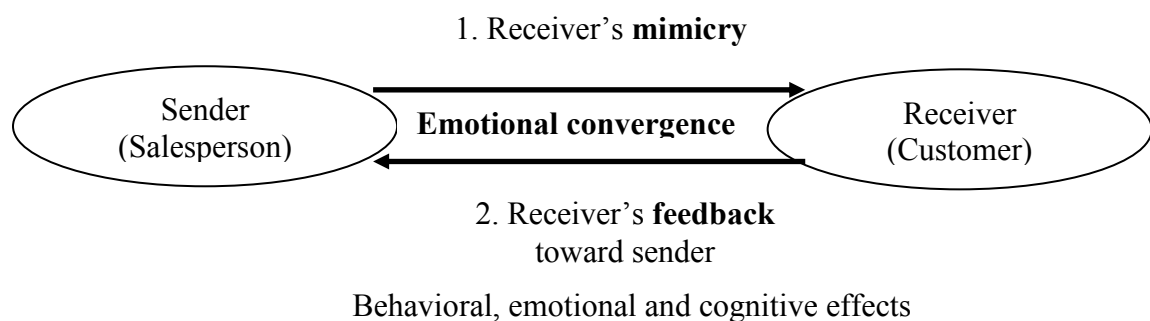 1. Receiver’s mimicry
Sender
(Salesperson)
Emotional convergence
Receiver
(Customer)
2. Receiver’s feedback
toward sender
Behavioral, emotional and cognitive effects